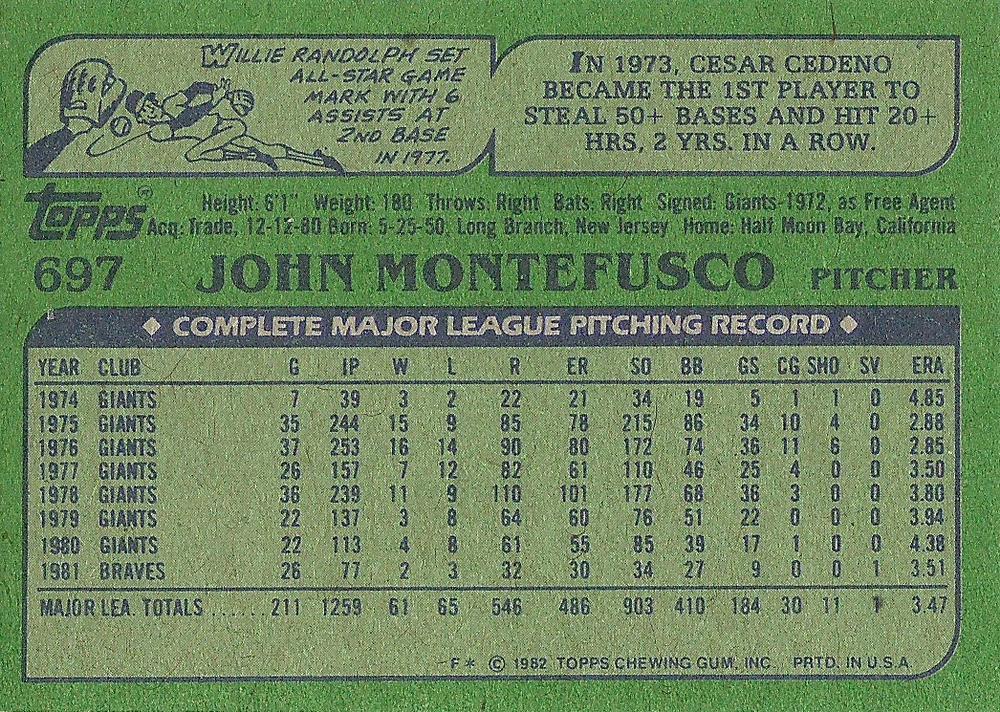 WILLIE RANDOLPH SET
ALL-STAR GAME
MARK WITH 6
ASSISTS AT
2ND BASE
IN 1977.
IN 1973, CESAR CEDENO
BECAME THE 1ST PLAYER TO
STEAL 50+ BASES AND HIT 20+
HRS, 2 YRS. IN A ROW.
TOPPS® Height: 6'1" Weight: 180 Throws: Right Bats: Right Signed: Giants-1972, as Free Agent
Acq: Trade, 12-12-80 Born: 5-25-50, Long Branch, New Jersey Home: Half Moon Bay, California
697 JOHN MONTEFUSCO PITCHER
◆ COMPLETE MAJOR LEAGUE PITCHING RECORD ◆
YEAR CLUB G IP W L R ER SO BB GS CG SHO SV ERA
1974 GIANTS 7 39 3 2 22 21 34 19 5 1 1 0 4.85
1975 GIANTS 35 244 15 9 85 78 215 86 34 10 4 0 2.88
1976 GIANTS 37 253 16 14 90 80 172 74 36 11 6 0 2.85
1977 GIANTS 26 157 7 12 82 61 110 46 25 4 0 0 3.50
1978 GIANTS 36 239 11 9 110 101 177 68 36 3 0 0 3.80
1979 GIANTS 22 137 3 8 64 60 76 51 22 0 0 0 3.94
1980 GIANTS 22 113 4 8 61 55 85 39 17 1 0 0 4.38
1981 BRAVES 26 77 2 3 32 30 34 27 9 0 0 1 3.51
MAJOR LEA. TOTALS ...... 211 1259 61 65 546 486 903 410 184 30 11 1 3.47
F* © 1982 TOPPS CHEWING GUM, INC. PRTD. IN U.S.A.